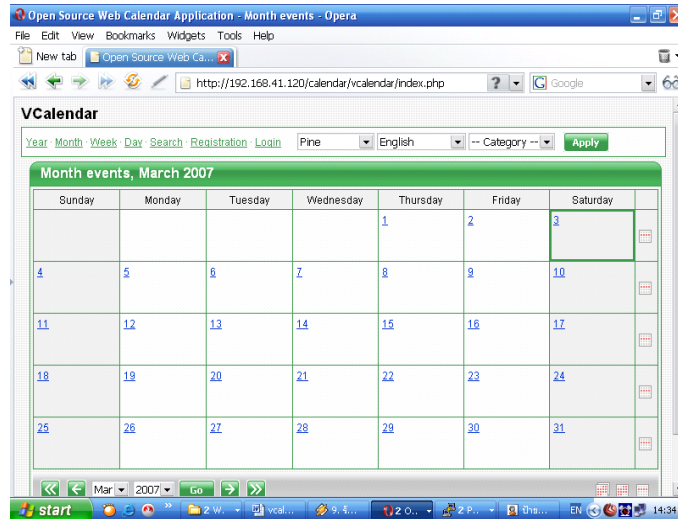 Open Source Web Calendar Application - Month events - Opera
File Edit View Bookmarks Widgets Tools Help
New tab Open Source Web Ca...
http://192.168.41.120/calendar/vcalendar/index.php ? Google
VCalendar
Year · Month · Week · Day · Search · Registration · Login Pine English -- Category -- Apply
Month events, March 2007
Sunday Monday Tuesday Wednesday Thursday Friday Saturday
1 2 3
4 5 6 7 8 9 10
11 12 13 14 15 16 17
18 19 20 21 22 23 24
25 26 27 28 29 30 31
Mar 2007 Go
start 2 W. vcal... 2 O.. 2 P... EN 14:34